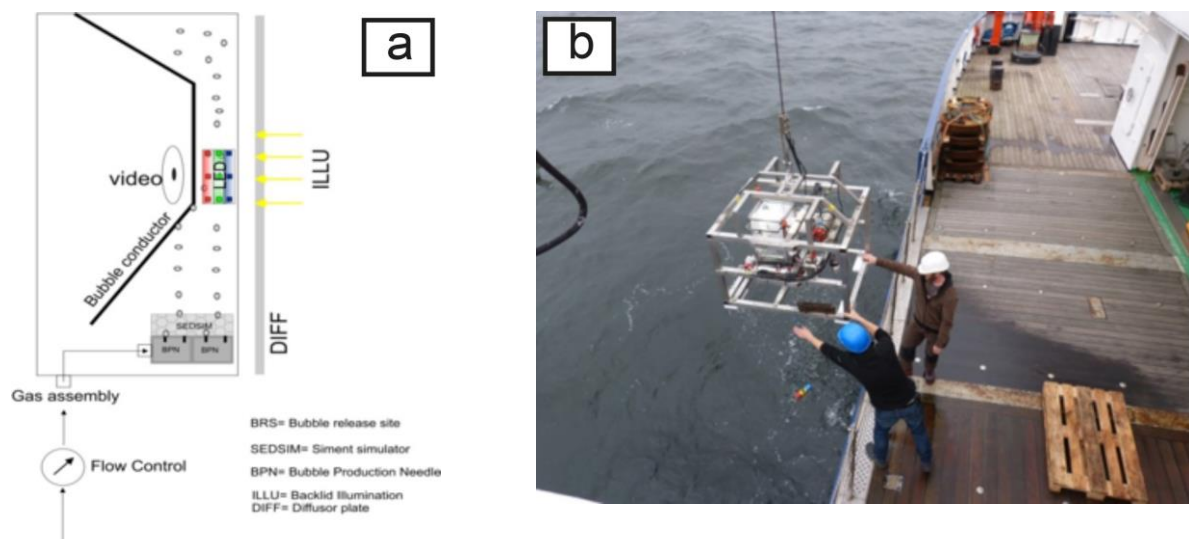 a
video
LED
ILLU
Bubble conductor
SEDSIM
BPN
BPN
DIFF
Gas assembly
Flow Control
BRS= Bubble release site
SEDSIM= Siment simulator
BPN= Bubble Production Needle
ILLU= Backlid Illumination
DIFF= Diffusor plate
b